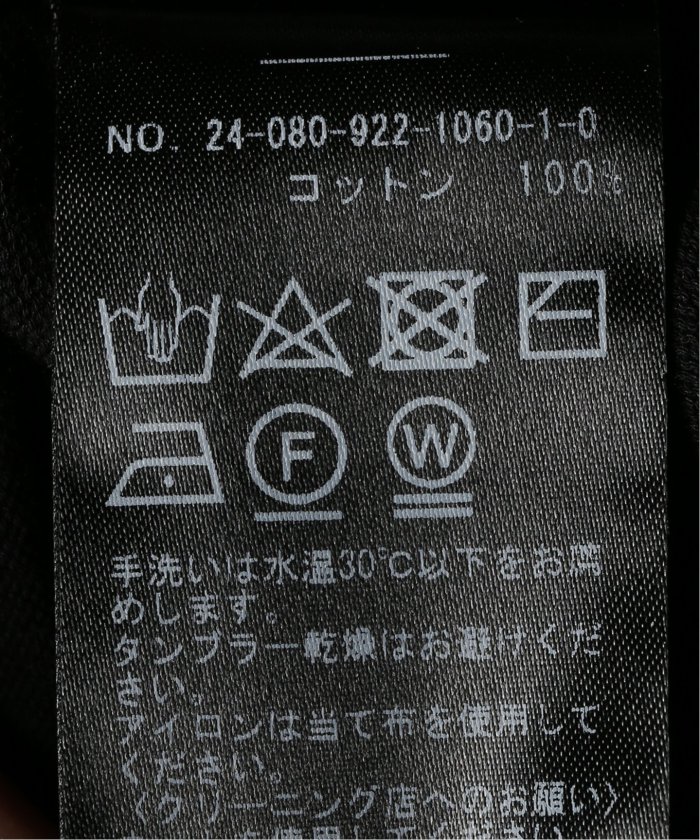 NO. 24-080-922-1060-1-0
コットン 100%
F W
手洗いは水温30℃以下をお薦
めします。
タンブラー乾燥はお避けくだ
さい。
アイロンは当て布を使用して
ください。
〈クリーニング店へのお願い〉